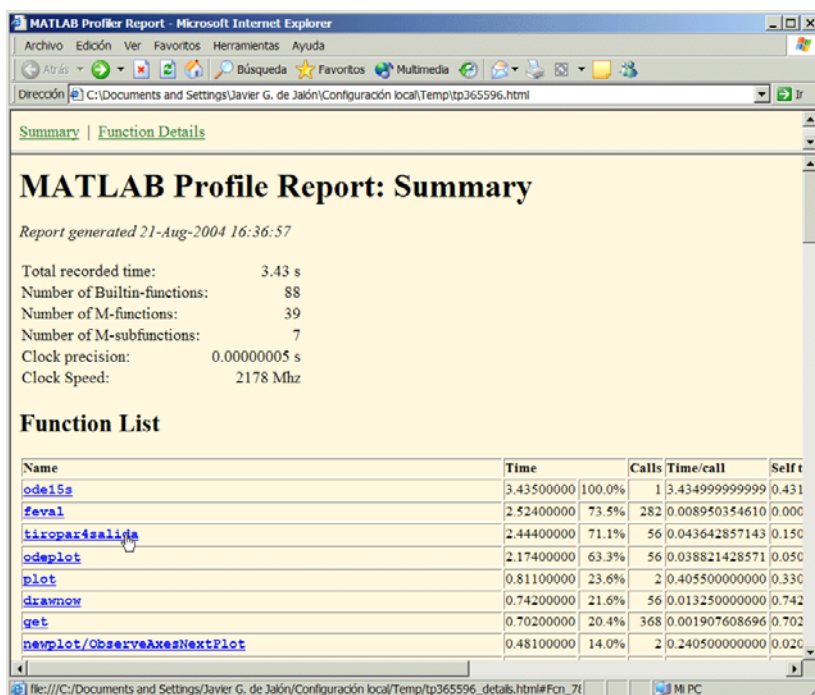 MATLAB Profiler Report - Microsoft Internet Explorer
Archivo Edición Ver Favoritos Herramientas Ayuda
Atrás Búsqueda Favoritos Multimedia
Dirección C:\Documents and Settings\Javier G. de Jalón\Configuración local\Temp\tp365596.html Ir
Summary | Function Details
MATLAB Profile Report: Summary
Report generated 21-Aug-2004 16:36:57
Total recorded time: 3.43 s
Number of Builtin-functions: 88
Number of M-functions: 39
Number of M-subfunctions: 7
Clock precision: 0.00000005 s
Clock Speed: 2178 Mhz
Function List
Name Time Calls Time/call Self t
ode15s 3.43500000 100.0% 1 3.434999999999 0.431
feval 2.52400000 73.5% 282 0.008950354610 0.000
tiropar4salida 2.44400000 71.1% 56 0.043642857143 0.150
odeplot 2.17400000 63.3% 56 0.038821428571 0.050
plot 0.81100000 23.6% 2 0.405500000000 0.330
drawnow 0.74200000 21.6% 56 0.013250000000 0.742
get 0.70200000 20.4% 368 0.001907608696 0.702
newplot/ObserveAxesNextPlot 0.48100000 14.0% 2 0.240500000000 0.020
file:///C:/Documents and Settings/Javier G. de Jalón/Configuración local/Temp/tp365596_details.html#Fcn_78 Mi PC